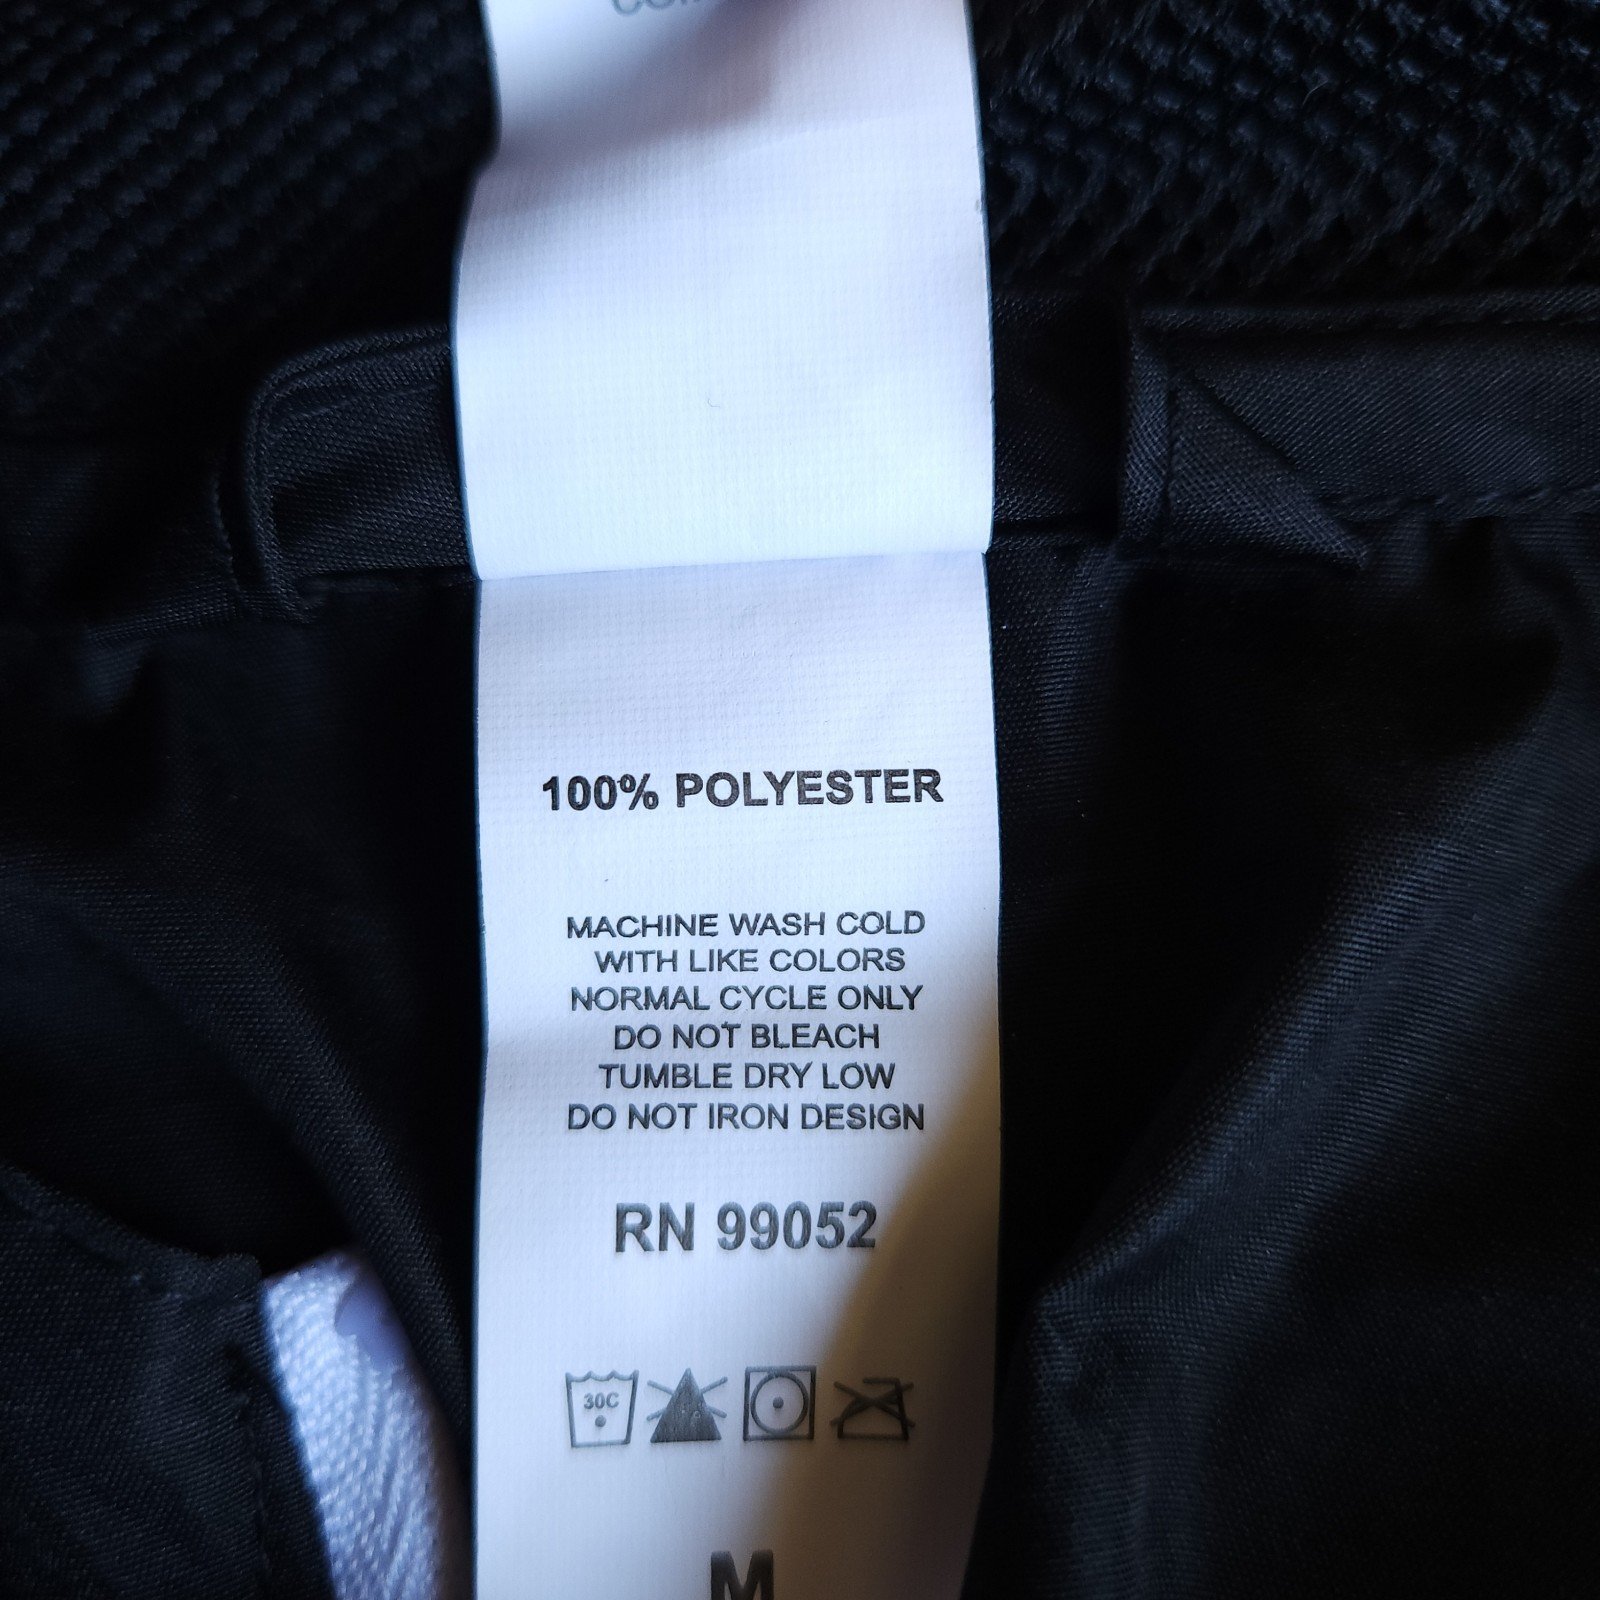 100% POLYESTER
MACHINE WASH COLD
WITH LIKE COLORS
NORMAL CYCLE ONLY
DO NOT BLEACH
TUMBLE DRY LOW
DO NOT IRON DESIGN
RN 99052
30C
M